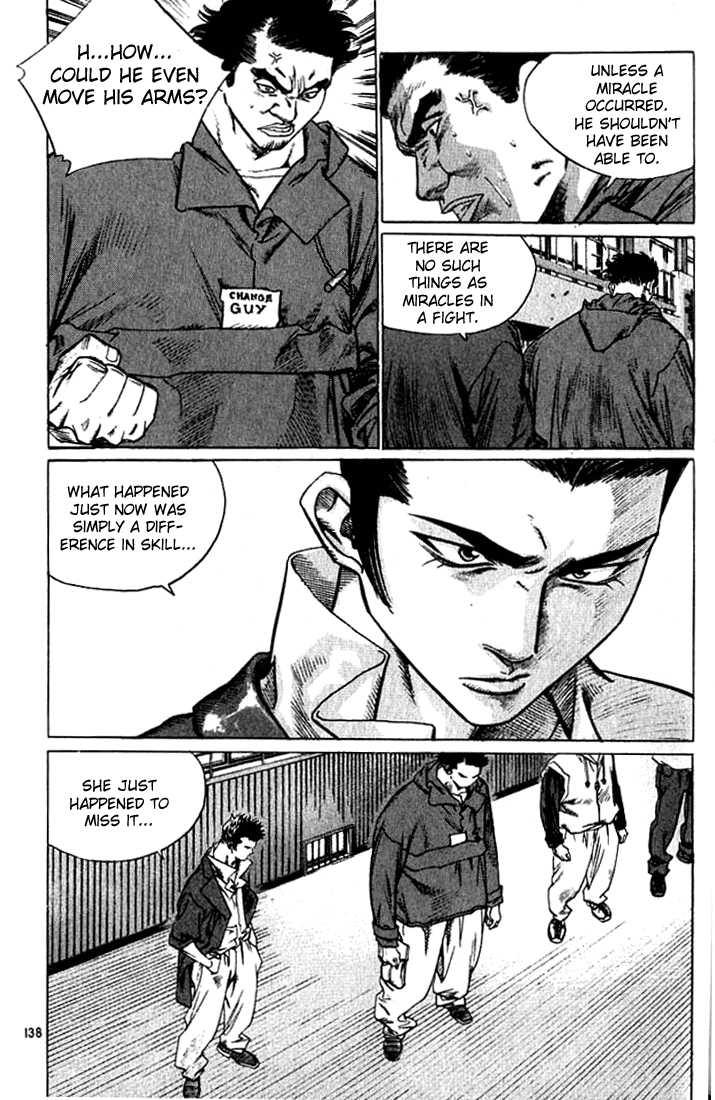 H...HOW...
COULD HE EVEN
MOVE HIS ARMS?
UNLESS A
MIRACLE
OCCURRED.
HE SHOULDN'T
HAVE BEEN
ABLE TO.
CHANGE
GUY
THERE ARE
NO SUCH
THINGS AS
MIRACLES IN
A FIGHT.
WHAT HAPPENED
JUST NOW WAS
SIMPLY A DIFF-
ERENCE IN SKILL...
SHE JUST
HAPPENED TO
MISS IT...
138